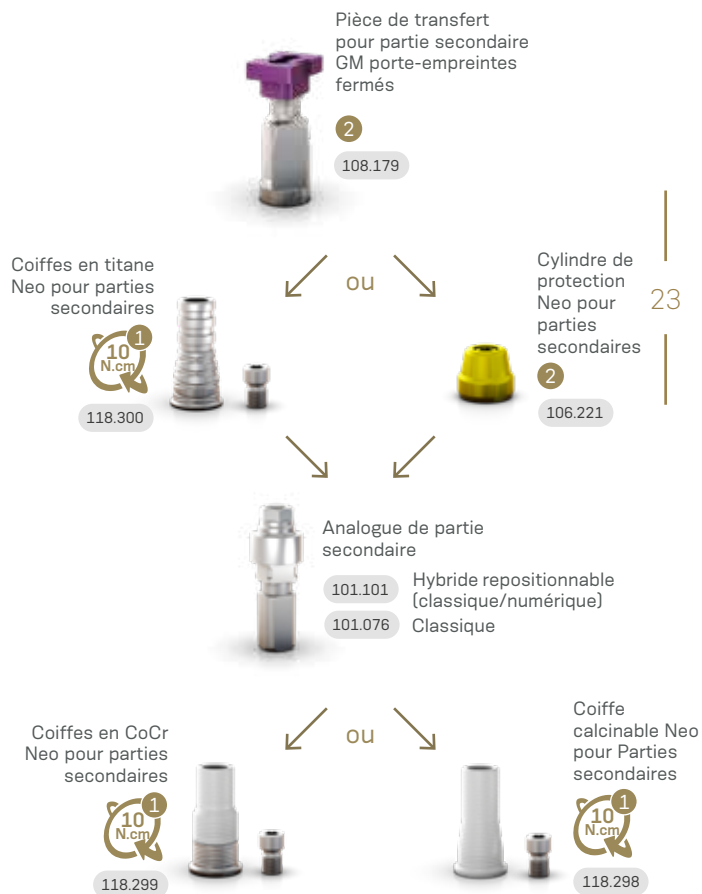 Pièce de transfert
pour partie secondaire
GM porte-empreintes
fermés
2
108.179
ou
Coiffes en titane
Neo pour parties
secondaires
1
10
N.cm
118.300
Cylindre de
protection
Neo pour
parties
secondaires
2
106.221
23
Analogue de partie
secondaire
101.101 Hybride repositionnable
(classique/numérique)
101.076 Classique
ou
Coiffes en CoCr
Neo pour parties
secondaires
1
10
N.cm
118.299
Coiffe
calcinable Neo
pour Parties
secondaires
1
10
N.cm
118.298